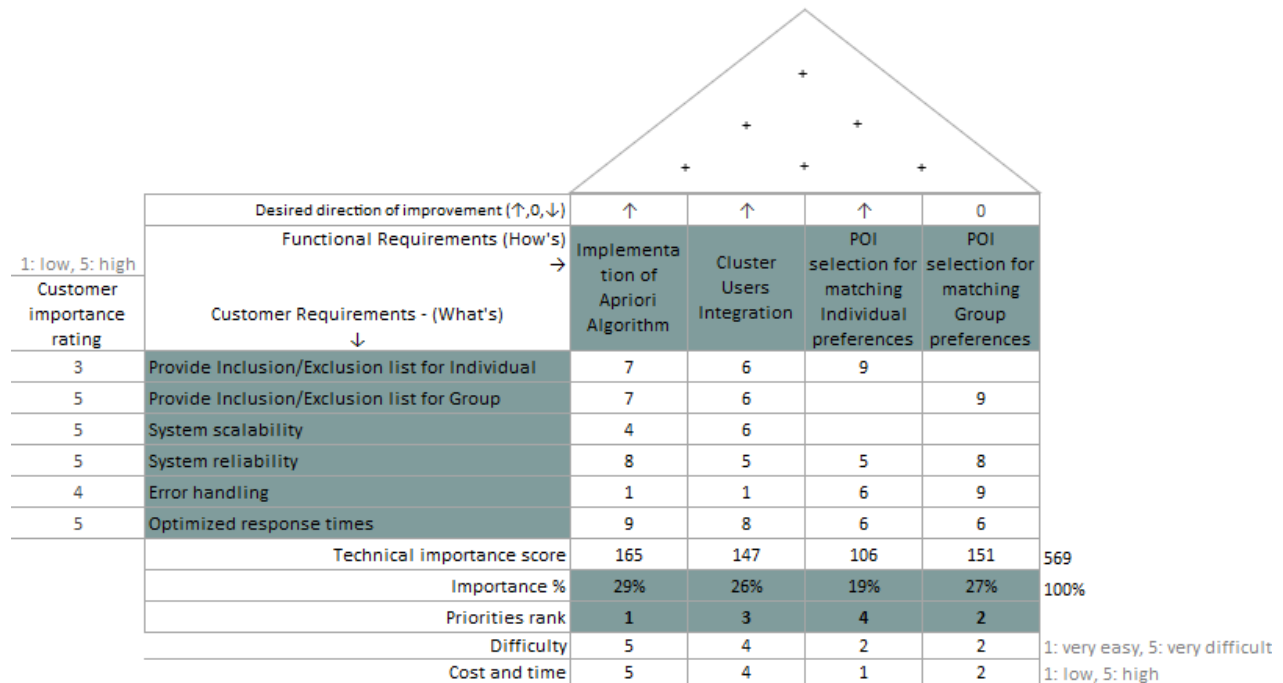 +
+ +
+ + +
Desired direction of improvement (↑,0,↓) ↑ ↑ ↑ 0
1: low, 5: high
Customer
importance
rating
Functional Requirements (How's)
→
Customer Requirements - (What's)
↓
Implementa
tion of
Apriori
Algorithm
Cluster
Users
Integration
POI
selection for
matching
Individual
preferences
POI
selection for
matching
Group
preferences
3 Provide Inclusion/Exclusion list for Individual 7 6 9
5 Provide Inclusion/Exclusion list for Group 7 6 9
5 System scalability 4 6
5 System reliability 8 5 5 8
4 Error handling 1 1 6 9
5 Optimized response times 9 8 6 6
Technical importance score 165 147 106 151 569
Importance % 29% 26% 19% 27% 100%
Priorities rank 1 3 4 2
Difficulty 5 4 2 2 1: very easy, 5: very difficult
Cost and time 5 4 1 2 1: low, 5: high